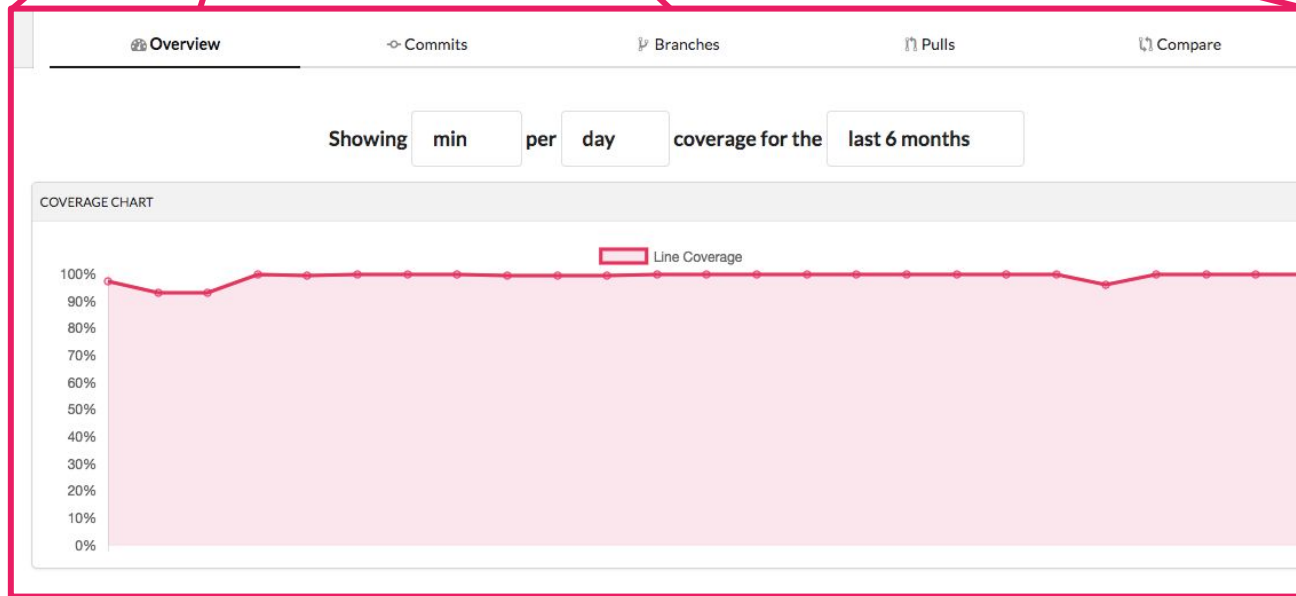 Overview Commits Branches Pulls Compare
Showing min per day coverage for the last 6 months
COVERAGE CHART
Line Coverage
100%
90%
80%
70%
60%
50%
40%
30%
20%
10%
0%